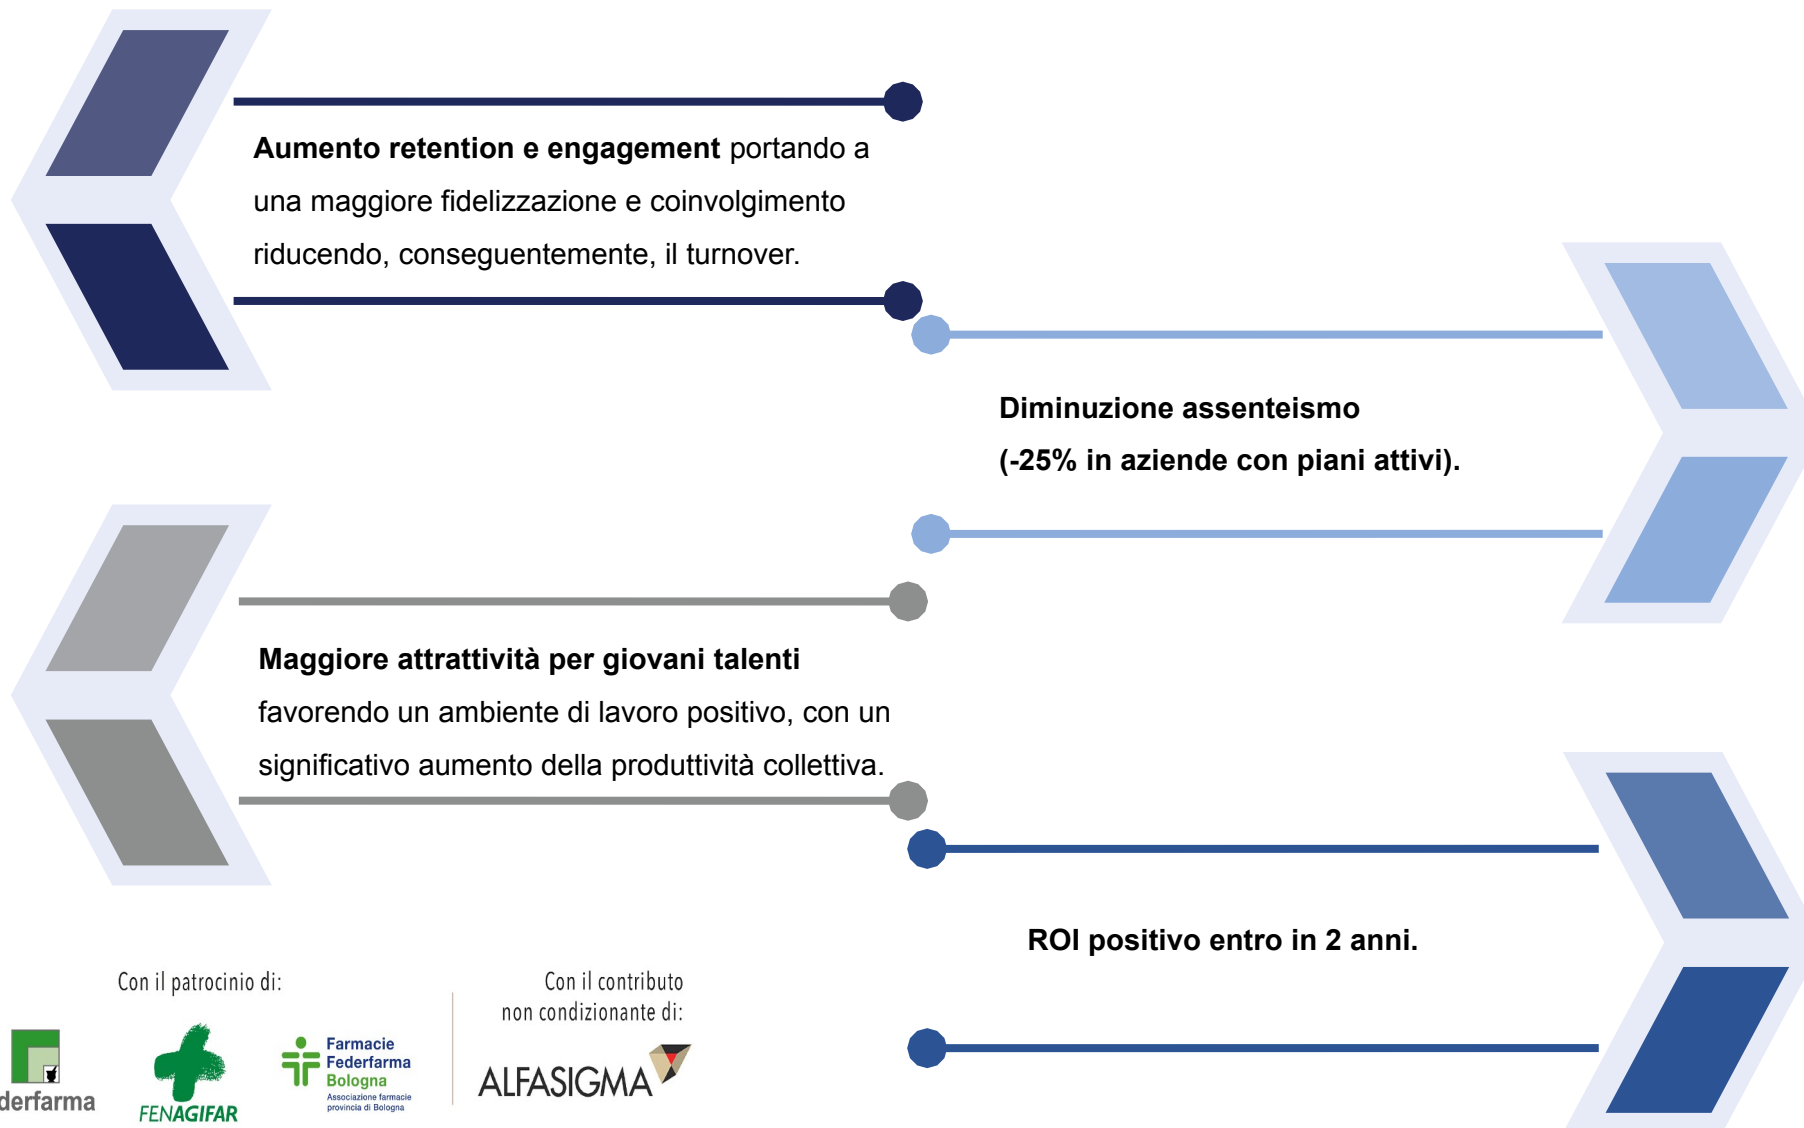 Aumento retention e engagement portando a
una maggiore fidelizzazione e coinvolgimento
riducendo, conseguentemente, il turnover.
Diminuzione assenteismo
(-25% in aziende con piani attivi).
Maggiore attrattività per giovani talenti
favorendo un ambiente di lavoro positivo, con un
significativo aumento della produttività collettiva.
ROI positivo entro in 2 anni.
Con il patrocinio di:
derfarma
FENAGIFAR
Farmacie
Federfarma
Bologna
Associazione farmacie
provincia di Bologna
Con il contributo
non condizionante di:
ALFASIGMA